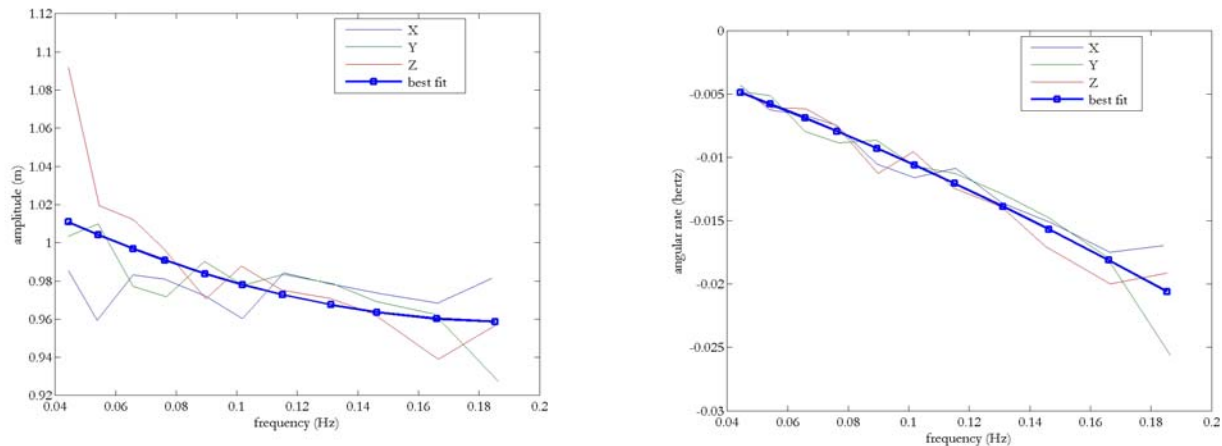 1.12
1.1
1.08
1.06
1.04
1.02
1
0.98
0.96
0.94
0.92
0.04 0.06 0.08 0.1 0.12 0.14 0.16 0.18 0.2
frequency (Hz)
amplitude (m)
X
Y
Z
best fit
0
-0.005
-0.01
-0.015
-0.02
-0.025
-0.03
0.04 0.06 0.08 0.1 0.12 0.14 0.16 0.18 0.2
frequency (Hz)
angular rate (hertz)
X
Y
Z
best fit